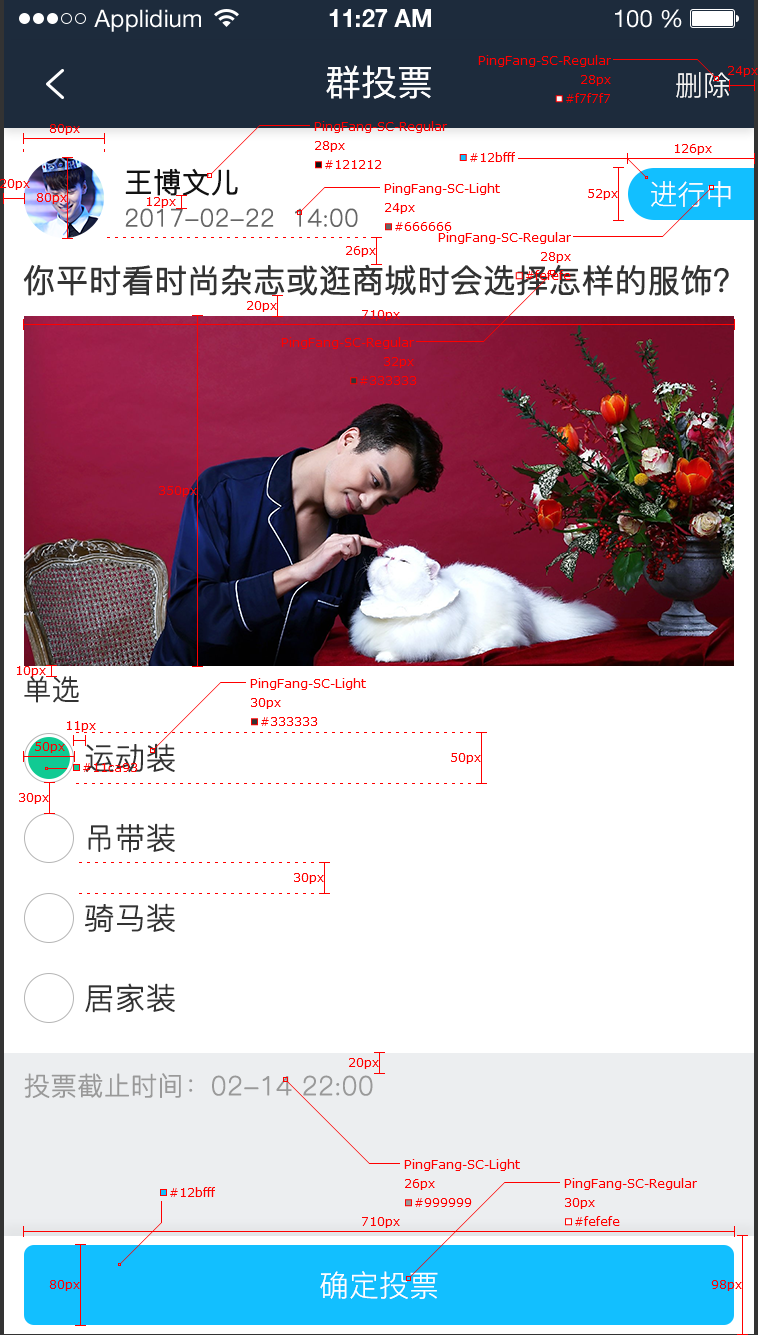 Applidium 11:27 AM 100 %
PingFang-SC-Regular
28px
#f7f7f7
24px
群投票
删除
80px
PingFang-SC-Regular
28px
#121212
#12bfff
126px
20px
80px
王博文儿
12px
2017-02-22 14:00
PingFang-SC-Light
24px
#666666
52px
进行中
PingFang-SC-Regular
28px
#fefefe
26px
你平时看时尚杂志或逛商城时会选择怎样的服饰?
20px
710px
PingFang-SC-Regular
32px
#333333
350px
10px
单选
PingFang-SC-Light
30px
#333333
11px
50px
运动装
#11ca93
50px
30px
吊带装
30px
骑马装
居家装
20px
投票截止时间：02-14 22:00
PingFang-SC-Light
26px
#999999
PingFang-SC-Regular
30px
#fefefe
#12bfff
710px
80px
确定投票
98px